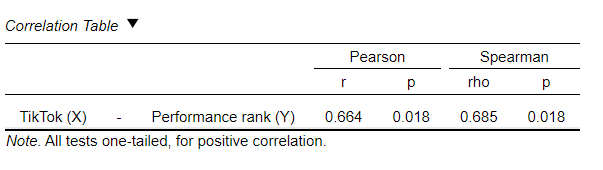 Correlation Table ▼
Pearson Spearman
r p rho p
TikTok (X) - Performance rank (Y) 0.664 0.018 0.685 0.018
Note. All tests one-tailed, for positive correlation.